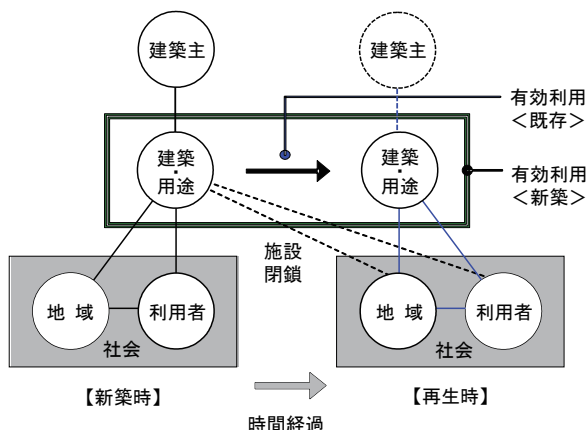 建築主
建築主
有効利用
<既存>
建築
・
用途
建築
・
用途
有効利用
<新築>
施設
閉鎖
地 域
利用者
社会
地 域
利用者
社会
【新築時】
【再生時】
時間経過